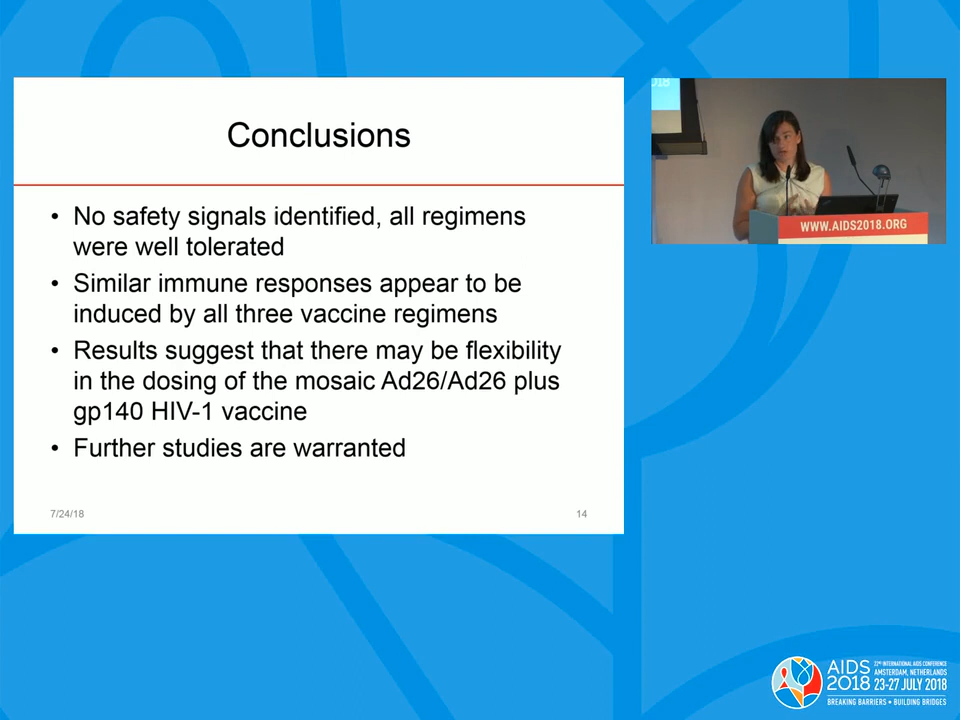 Conclusions
• No safety signals identified, all regimens
were well tolerated
• Similar immune responses appear to be
induced by all three vaccine regimens
• Results suggest that there may be flexibility
in the dosing of the mosaic Ad26/Ad26 plus
gp140 HIV-1 vaccine
• Further studies are warranted
7/24/18
14
2018
WWW.AIDS2018.ORG
AIDS
2018
22ND INTERNATIONAL AIDS CONFERENCE
AMSTERDAM, NETHERLANDS
23-27 JULY 2018
BREAKING BARRIERS • BUILDING BRIDGES